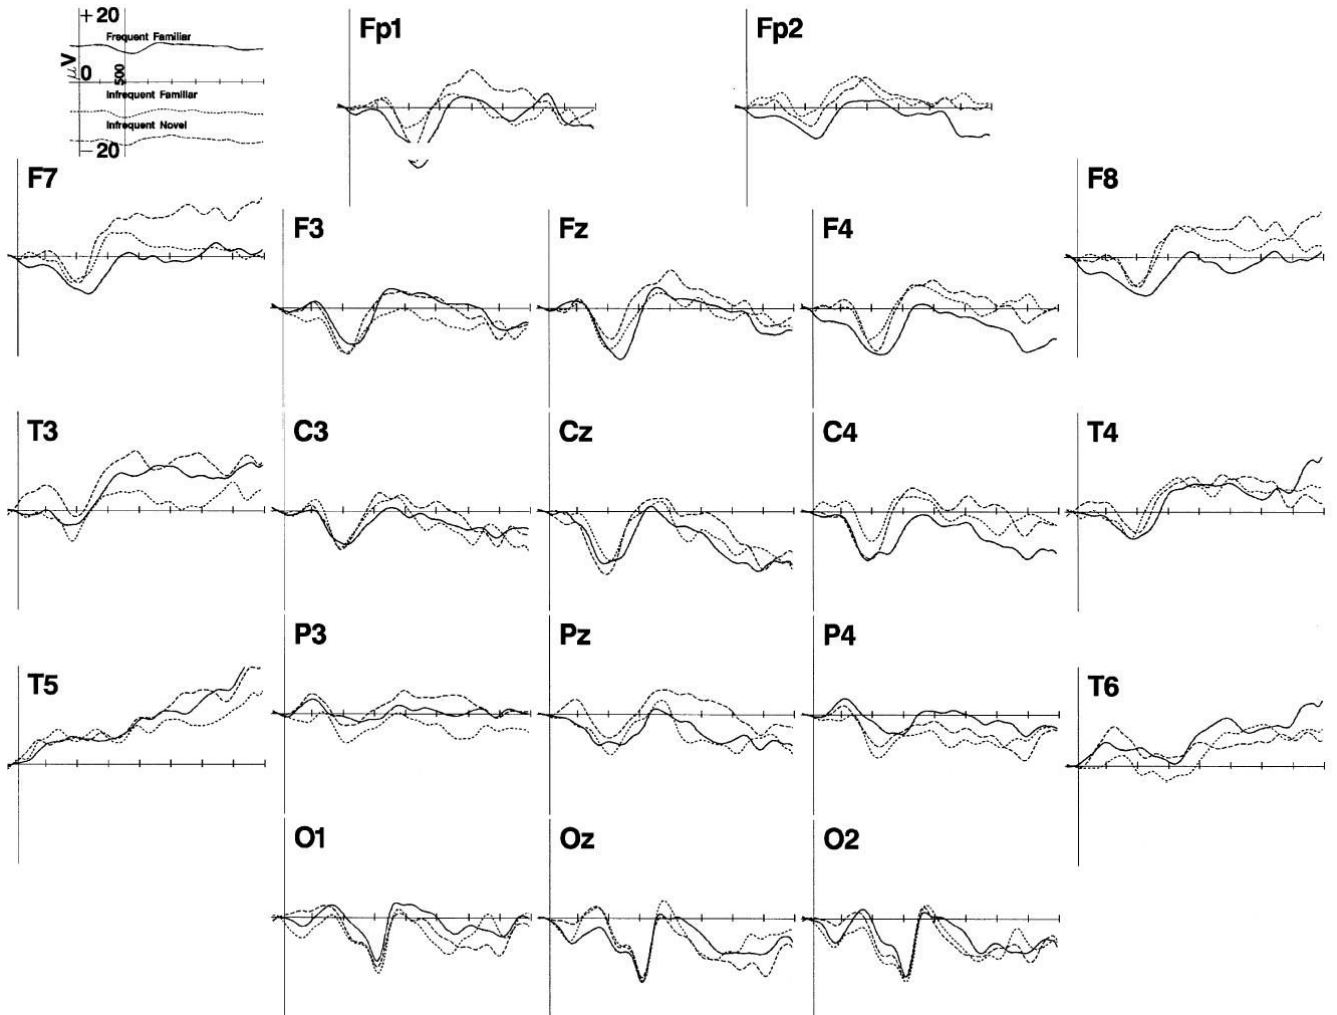 +20
Frequent Familiar
μV
0
500
Infrequent Familiar
Infrequent Novel
−20
Fp1
Fp2
F7
F3
Fz
F4
F8
T3
C3
Cz
C4
T4
T5
P3
Pz
P4
T6
O1
Oz
O2